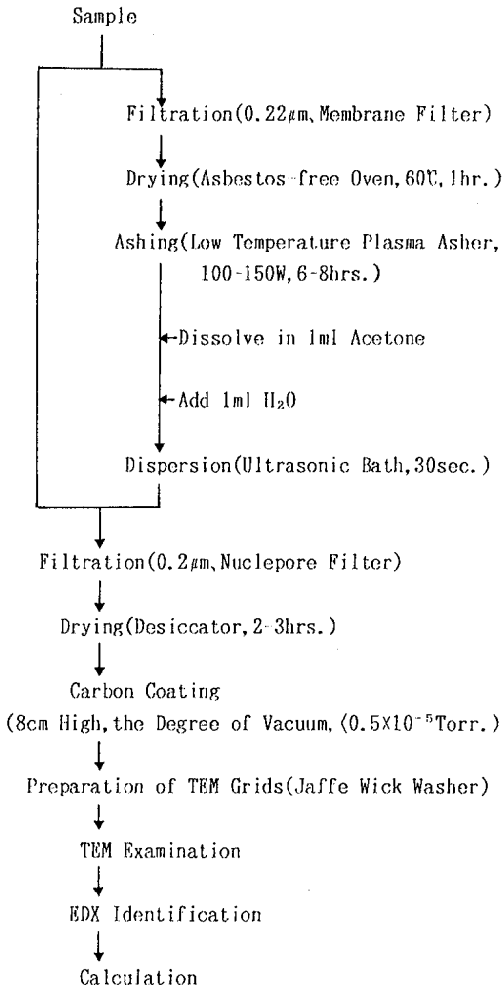 Sample
Filtration(0.22μm、Membrane Filter)
Drying(Asbestos-free Oven,60℃,1hr.)
Ashing(Low Temperature Plasma Asher,
100-150W,6-8hrs.)
Dissolve in 1ml Acetone
Add 1ml H₂O
Dispersion(Ultrasonic Bath,30sec.)
Filtration(0.2μm、Nuclepore Filter)
Drying(Desiccator,2-3hrs.)
Carbon Coating
(8cm High,the Degree of Vacuum,⟨0.5X10⁻⁵Torr.)
Preparation of TEM Grids(Jaffe Wick Washer)
TEM Examination
EDX Identification
Calculation